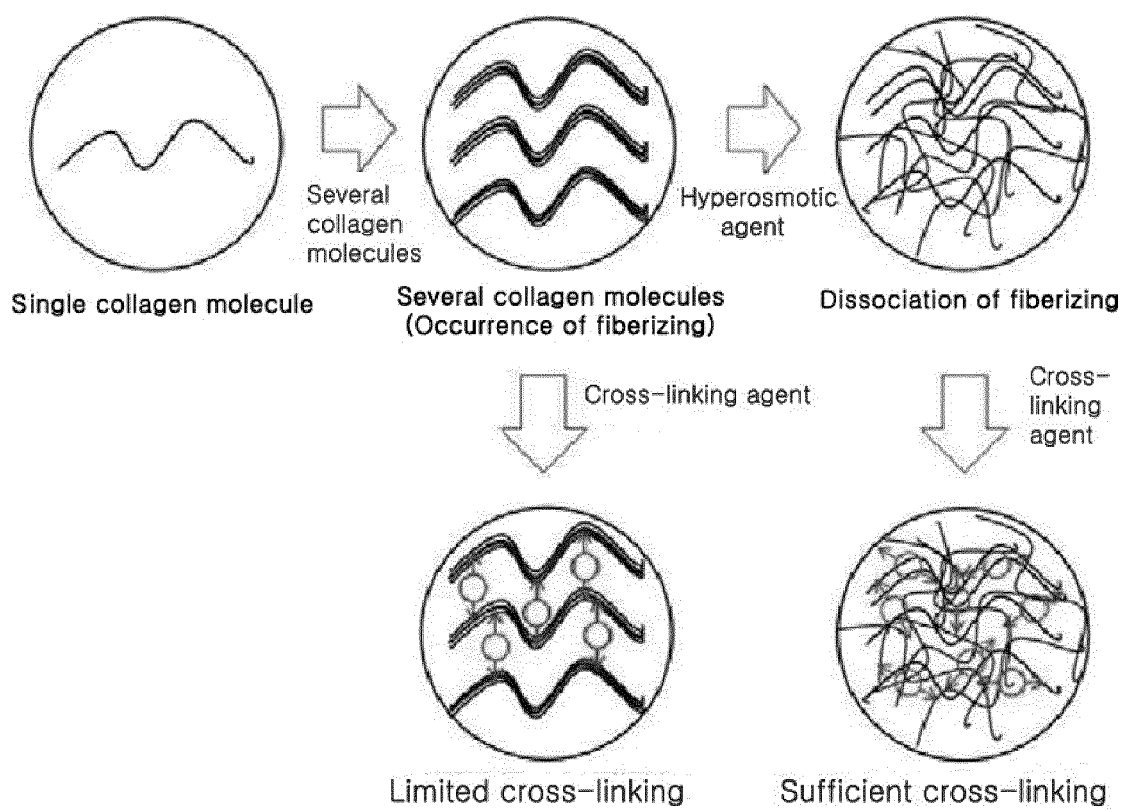 Several
collagen
molecules
Hyperosmotic
agent
Single collagen molecule
Several collagen molecules
(Occurrence of fiberizing)
Dissociation of fiberizing
Cross-linking agent
Cross-
linking
agent
Limited cross-linking
Sufficient cross-linking